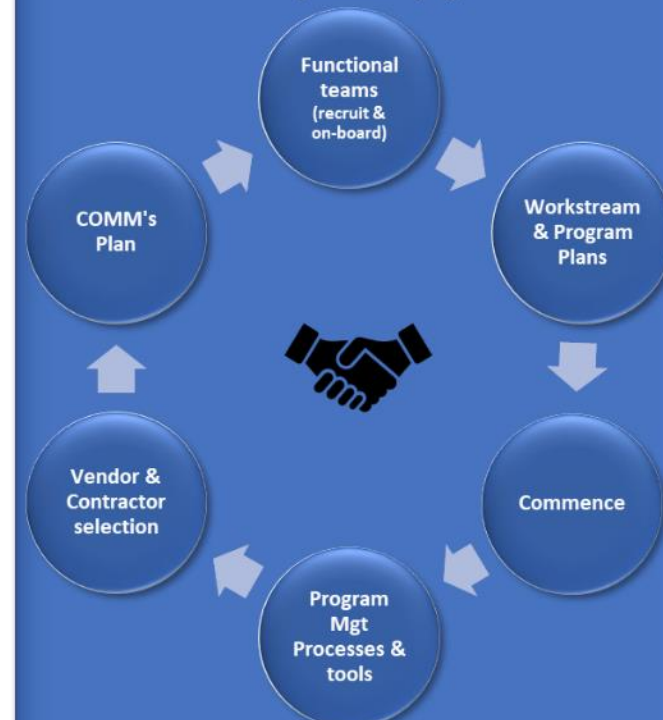 Functional
teams
(recruit &
on-board)
Workstream
& Program
Plans
Commence
Program
Mgt
Processes &
tools
Vendor &
Contractor
selection
COMM's
Plan